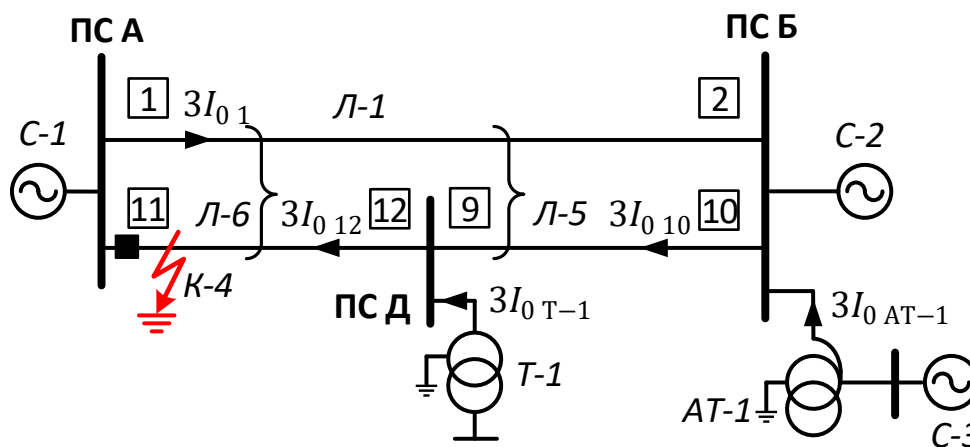 ПС А
ПС Б
1
3I₀ ₁
Л-1
2
С-1
С-2
11
Л-6
3I₀ ₁₂
12
9
Л-5
3I₀ ₁₀
10
К-4
ПС Д
3I₀ Т−1
3I₀ АТ−1
Т-1
АТ-1
С-3